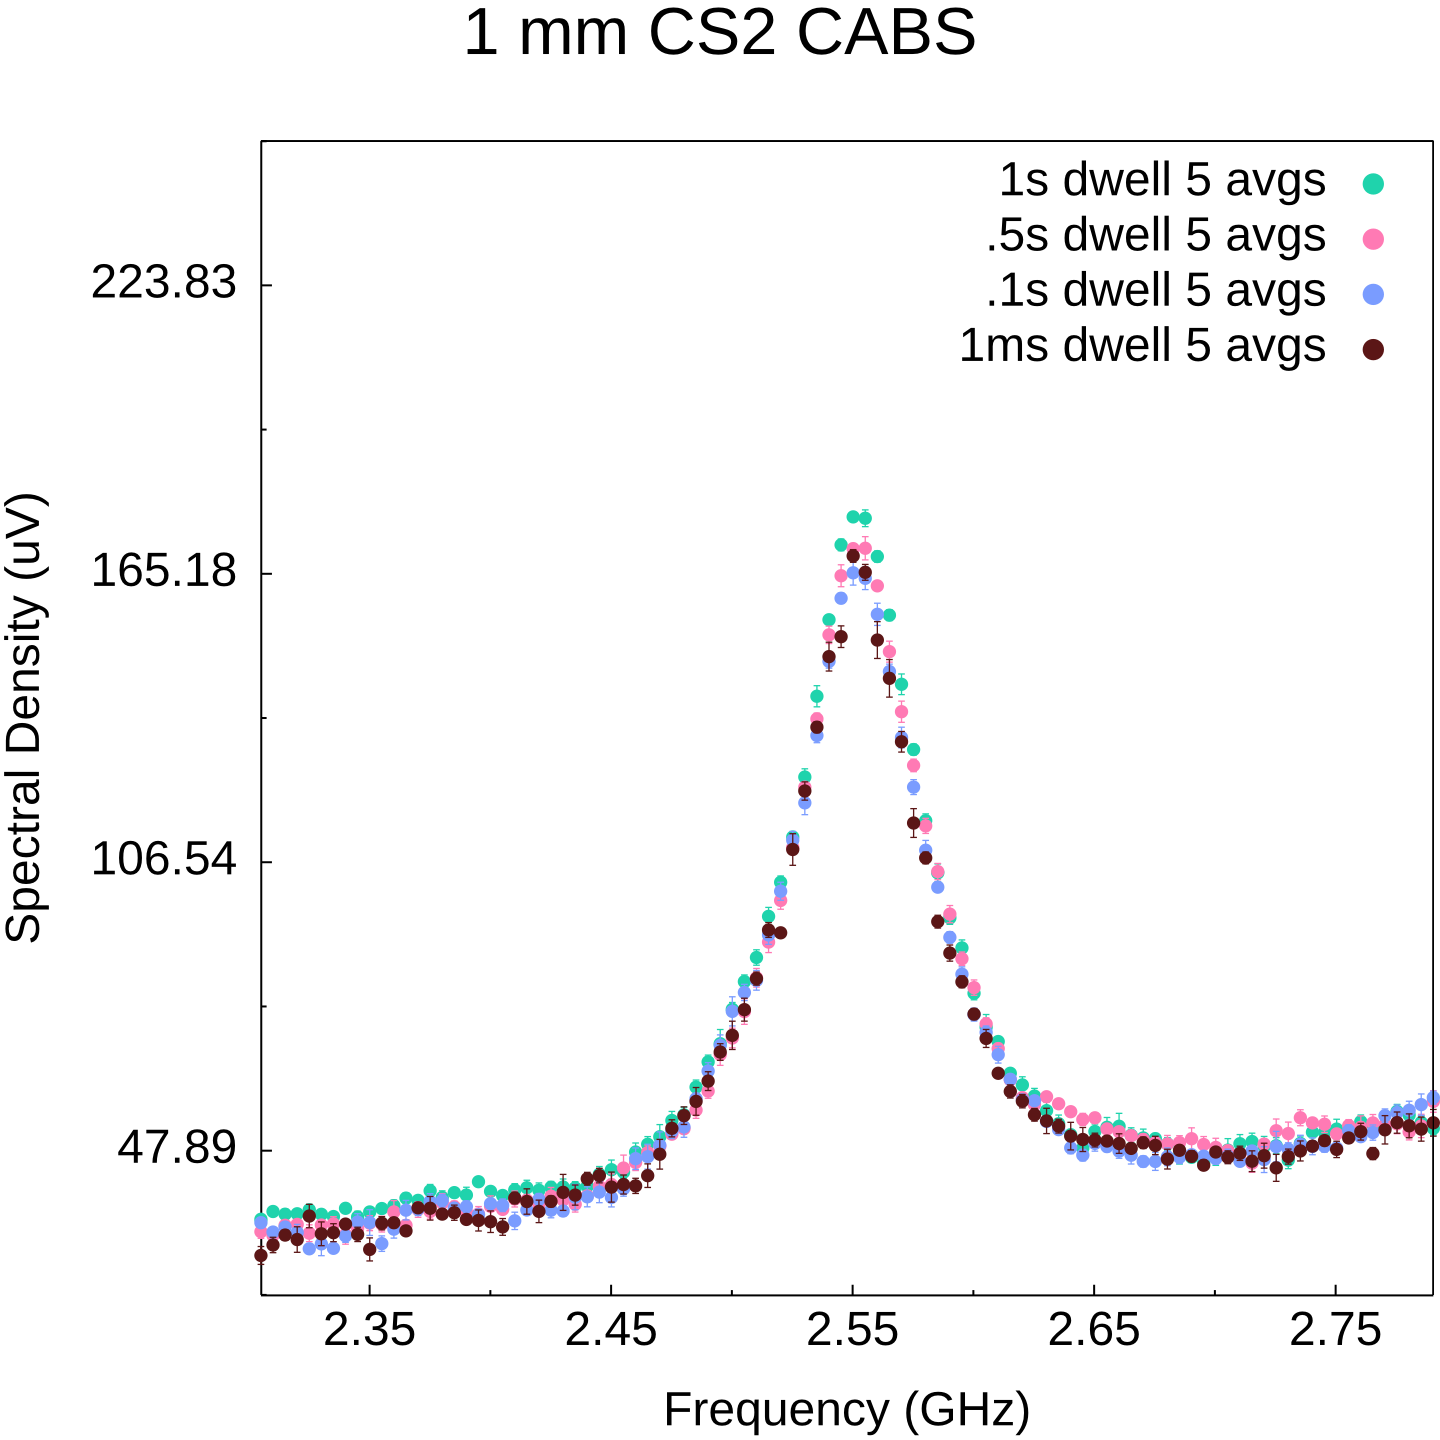 1 mm CS2 CABS
1s dwell 5 avgs
.5s dwell 5 avgs
.1s dwell 5 avgs
1ms dwell 5 avgs
223.83
165.18
106.54
47.89
Spectral Density (uV)
2.35 2.45 2.55 2.65 2.75
Frequency (GHz)